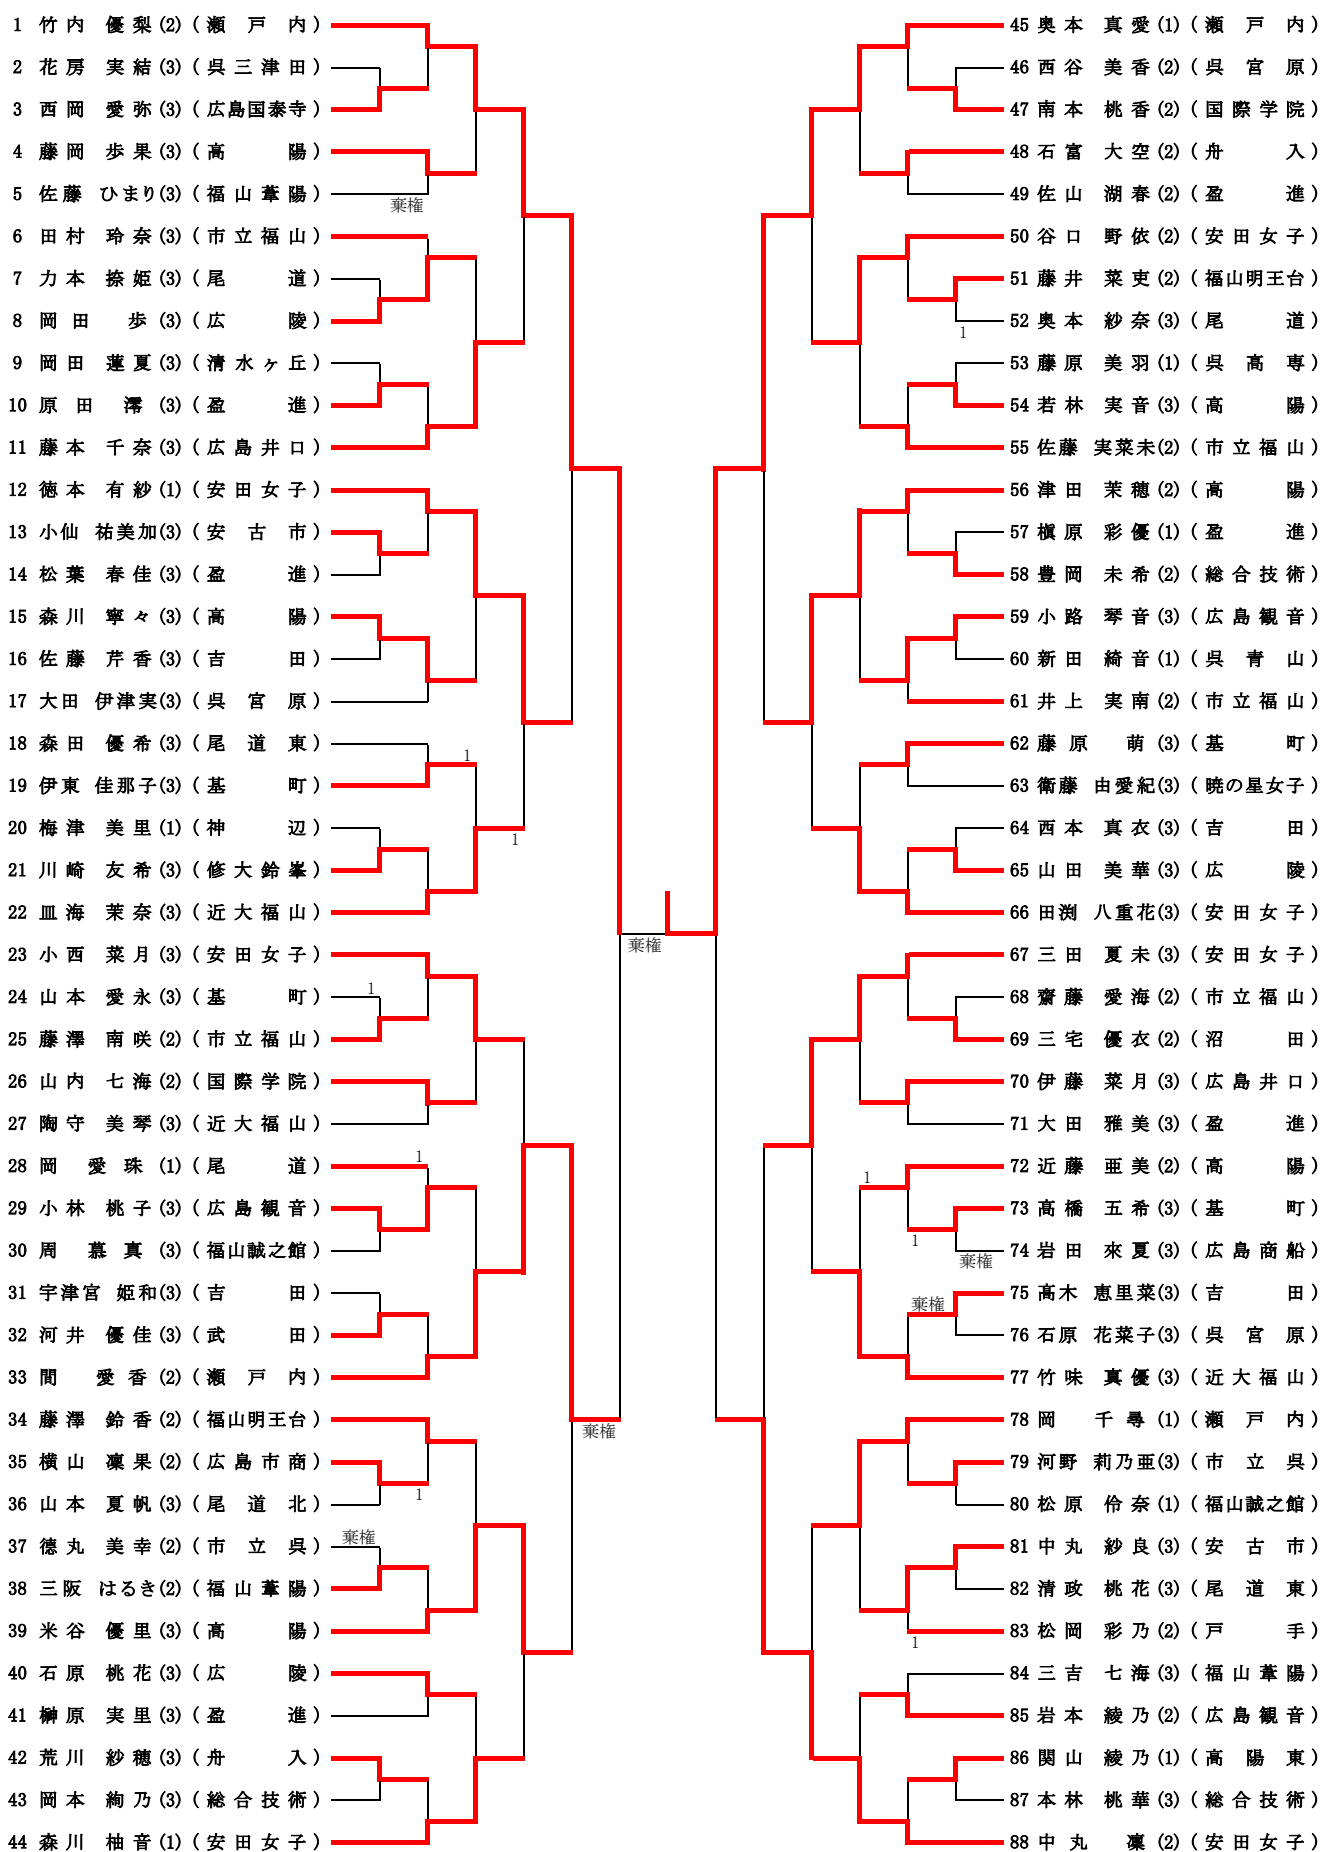 1 竹内 優梨(2)(瀬戸内)
2 花房 実結(3)(呉三津田)
3 西岡 愛弥(3)(広島国泰寺)
4 藤岡 歩果(3)(高陽)
5 佐藤 ひまり(3)(福山葦陽)
棄権
6 田村 玲奈(3)(市立福山)
7 力本 捺姫(3)(尾道)
8 岡田 歩(3)(広陵)
9 岡田 蓮夏(3)(清水ヶ丘)
10 原田 澪(3)(盈進)
11 藤本 千奈(3)(広島井口)
12 徳本 有紗(1)(安田女子)
13 小仙 祐美加(3)(安古市)
14 松葉 春佳(3)(盈進)
15 森川 寧々(3)(高陽)
16 佐藤 芹香(3)(吉田)
17 大田 伊津実(3)(呉宮原)
18 森田 優希(3)(尾道東)
1
19 伊東 佳那子(3)(基町)
20 梅津 美里(1)(神辺)
1
21 川崎 友希(3)(修大鈴峯)
22 皿海 茉奈(3)(近大福山)
23 小西 菜月(3)(安田女子)
24 山本 愛永(3)(基町)
1
25 藤澤 南咲(2)(市立福山)
26 山内 七海(2)(国際学院)
27 陶守 美琴(3)(近大福山)
28 岡 愛珠(1)(尾道)
1
29 小林 桃子(3)(広島観音)
30 周 慕真(3)(福山誠之館)
31 宇津宮 姫和(3)(吉田)
32 河井 優佳(3)(武田)
33 間 愛香(2)(瀬戸内)
34 藤澤 鈴香(2)(福山明王台)
35 横山 凜果(2)(広島市商)
36 山本 夏帆(3)(尾道北)
1
37 德丸 美幸(2)(市立呉)
棄権
38 三阪 はるき(2)(福山葦陽)
39 米谷 優里(3)(高陽)
40 石原 桃花(3)(広陵)
41 榊原 実里(3)(盈進)
42 荒川 紗穂(3)(舟入)
43 岡本 絢乃(3)(総合技術)
44 森川 柚音(1)(安田女子)
棄権
棄権
45 奥本 真愛(1)(瀬戸内)
46 西谷 美香(2)(呉宮原)
47 南本 桃香(2)(国際学院)
48 石富 大空(2)(舟入)
49 佐山 湖春(2)(盈進)
50 谷口 野依(2)(安田女子)
51 藤井 菜吏(2)(福山明王台)
52 奥本 紗奈(3)(尾道)
1
53 藤原 美羽(1)(呉高専)
54 若林 実音(3)(高陽)
55 佐藤 実菜未(2)(市立福山)
56 津田 茉穂(2)(高陽)
57 槇原 彩優(1)(盈進)
58 豊岡 未希(2)(総合技術)
59 小路 琴音(3)(広島観音)
60 新田 綺音(1)(呉青山)
61 井上 実南(2)(市立福山)
62 藤原 萌(3)(基町)
63 衛藤 由愛紀(3)(暁の星女子)
64 西本 真衣(3)(吉田)
65 山田 美華(3)(広陵)
66 田渕 八重花(3)(安田女子)
67 三田 夏未(3)(安田女子)
68 齋藤 愛海(2)(市立福山)
69 三宅 優衣(2)(沼田)
70 伊藤 菜月(3)(広島井口)
71 大田 雅美(3)(盈進)
72 近藤 亜美(2)(高陽)
1
73 高橋 五希(3)(基町)
1
74 岩田 來夏(3)(広島商船)
棄権
75 高木 恵里菜(3)(吉田)
棄権
76 石原 花菜子(3)(呉宮原)
77 竹味 真優(3)(近大福山)
78 岡 千尋(1)(瀬戸内)
79 河野 莉乃亜(3)(市立呉)
80 松原 伶奈(1)(福山誠之館)
81 中丸 紗良(3)(安古市)
82 清政 桃花(3)(尾道東)
83 松岡 彩乃(2)(戸手)
1
84 三吉 七海(3)(福山葦陽)
85 岩本 綾乃(2)(広島観音)
86 関山 綾乃(1)(高陽東)
87 本林 桃華(3)(総合技術)
88 中丸 凜(2)(安田女子)